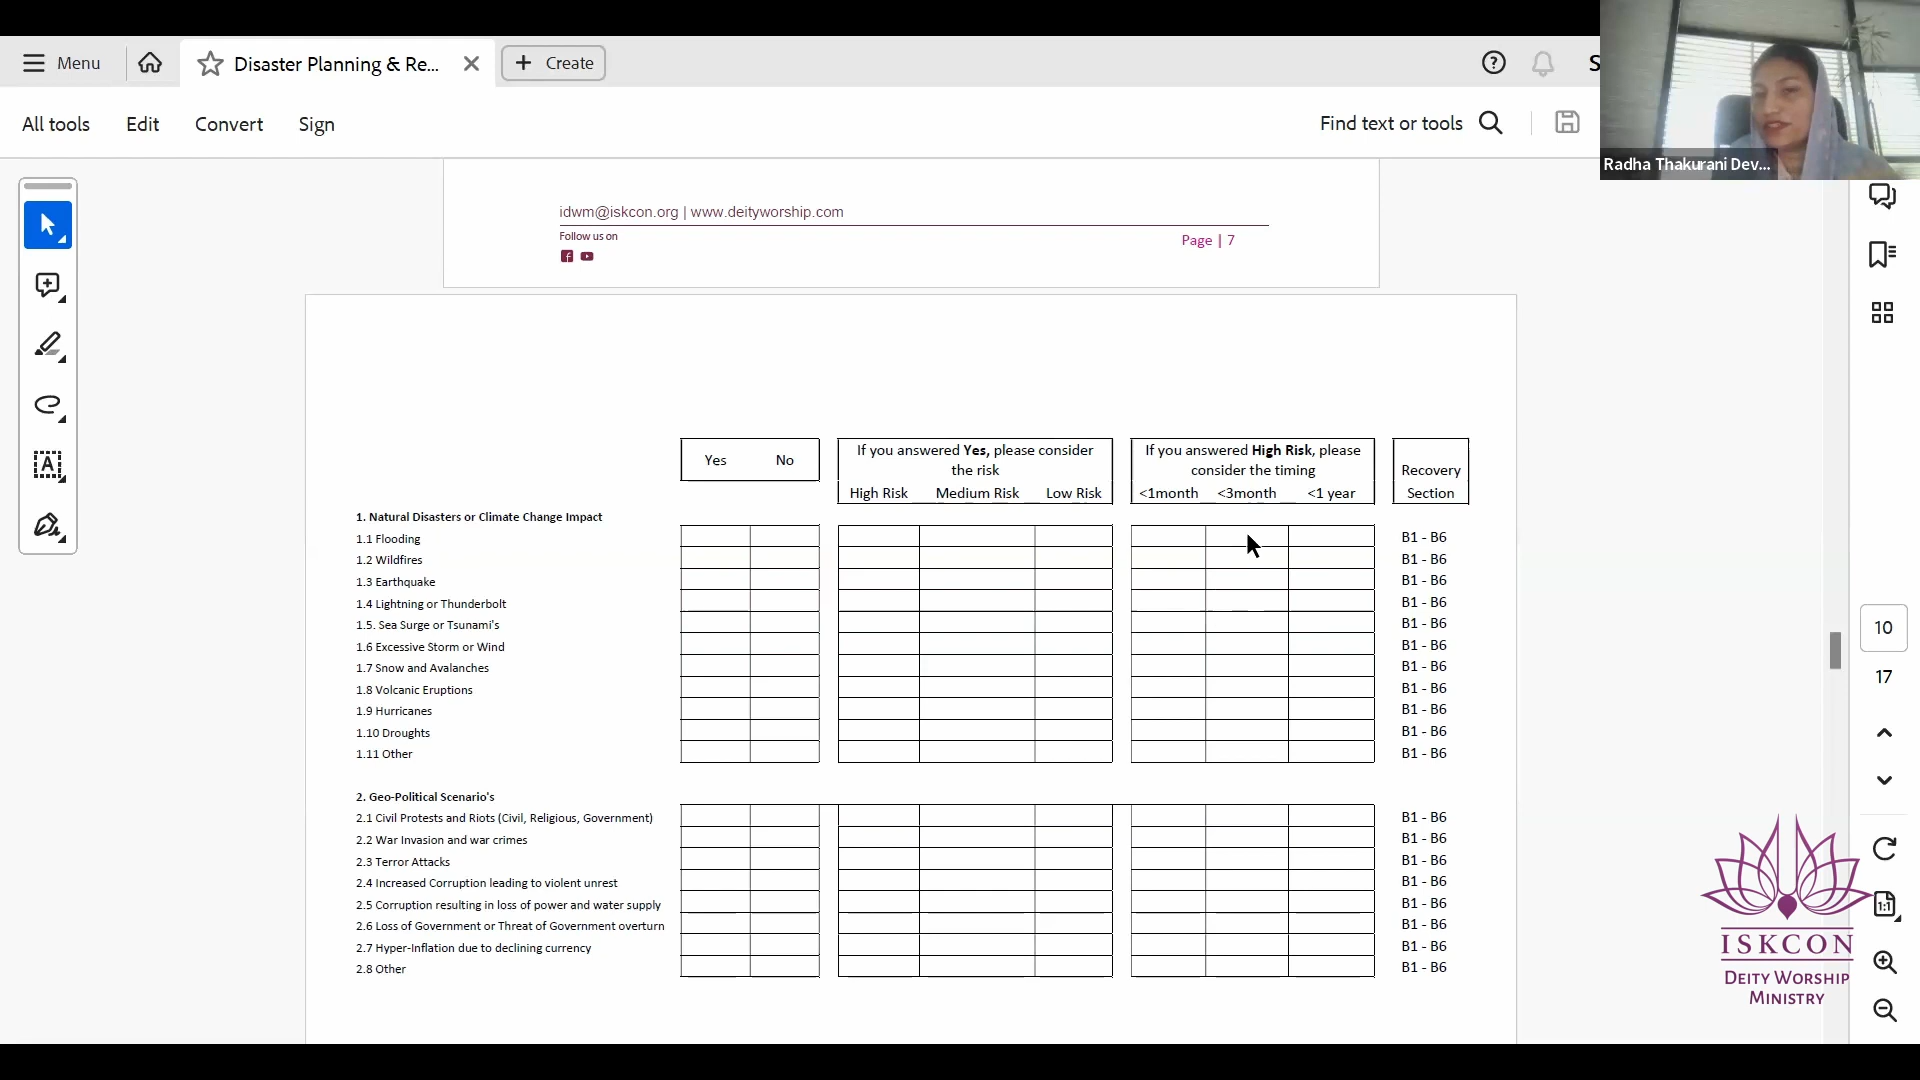 Menu
Disaster Planning & Re...
Create
All tools
Edit
Convert
Sign
Find text or tools
Radha Thakurani Dev...
idwm@iskcon.org | www.deityworship.com
Follow us on
Page | 7
Yes No
If you answered Yes, please consider
the risk
High Risk Medium Risk Low Risk
If you answered High Risk, please
consider the timing
<1month <3month <1 year
Recovery
Section
1. Natural Disasters or Climate Change Impact
1.1 Flooding B1 - B6
1.2 Wildfires B1 - B6
1.3 Earthquake B1 - B6
1.4 Lightning or Thunderbolt B1 - B6
1.5. Sea Surge or Tsunami's B1 - B6
1.6 Excessive Storm or Wind B1 - B6
1.7 Snow and Avalanches B1 - B6
1.8 Volcanic Eruptions B1 - B6
1.9 Hurricanes B1 - B6
1.10 Droughts B1 - B6
1.11 Other B1 - B6
2. Geo-Political Scenario's
2.1 Civil Protests and Riots (Civil, Religious, Government) B1 - B6
2.2 War Invasion and war crimes B1 - B6
2.3 Terror Attacks B1 - B6
2.4 Increased Corruption leading to violent unrest B1 - B6
2.5 Corruption resulting in loss of power and water supply B1 - B6
2.6 Loss of Government or Threat of Government overturn B1 - B6
2.7 Hyper-Inflation due to declining currency B1 - B6
2.8 Other B1 - B6
10
17
1:1
ISKCON
DEITY WORSHIP
MINISTRY